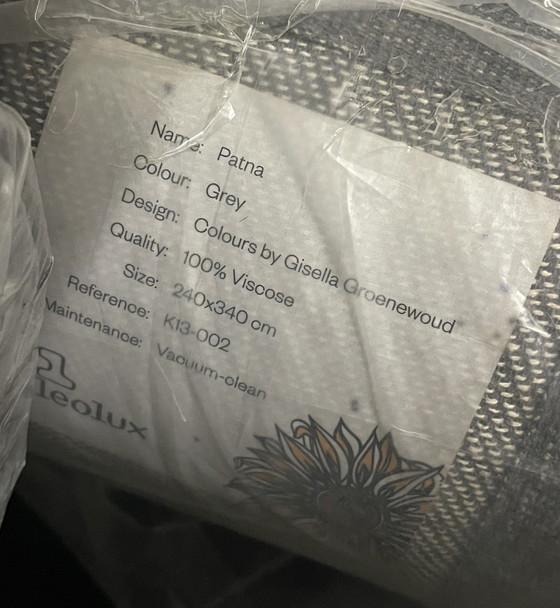 Name: Patna
Colour: Grey
Design: Colours by Gisella Groenewoud
Quality: 100% Viscose
Size: 240x340 cm
Reference: K13-002
Maintenance: Vacuum-clean
leolux